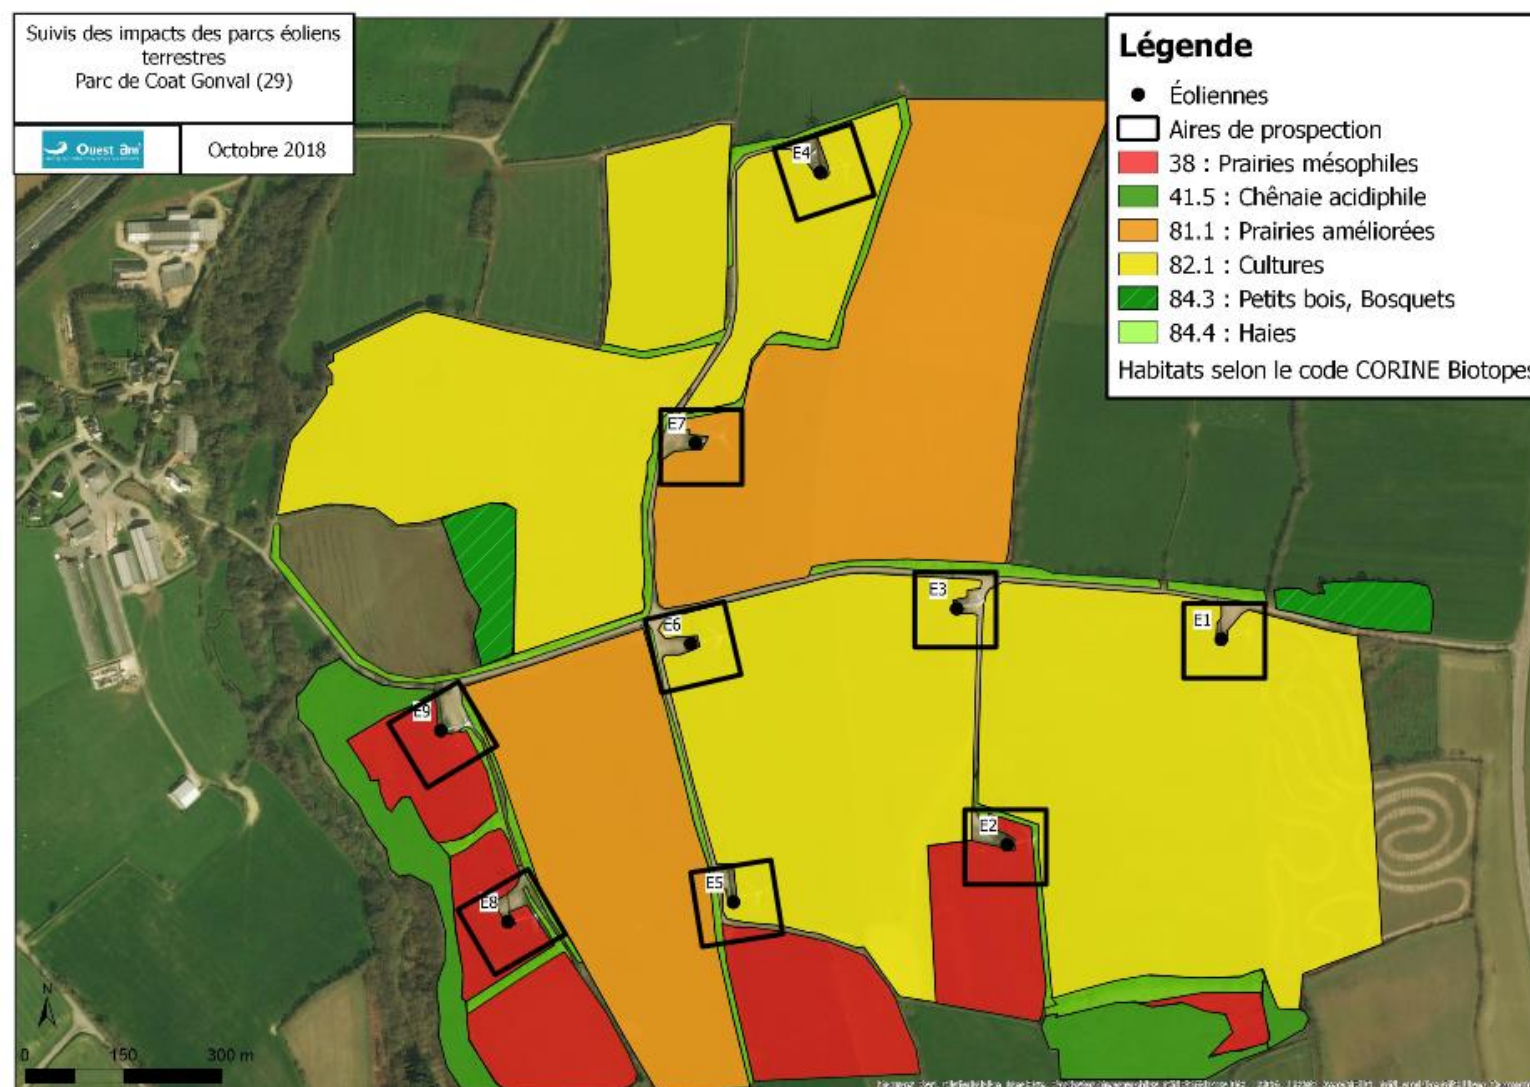 Suivis des impacts des parcs éoliens
terrestres
Parc de Coat Gonval (29)
Ouest am'
Octobre 2018
Légende
Éoliennes
Aires de prospection
38 : Prairies mésophiles
41.5 : Chênaie acidiphile
81.1 : Prairies améliorées
82.1 : Cultures
84.3 : Petits bois, Bosquets
84.4 : Haies
Habitats selon le code CORINE Biotopes
E4
E7
E3
E1
E6
E9
E2
E5
E8
N
0 150 300 m